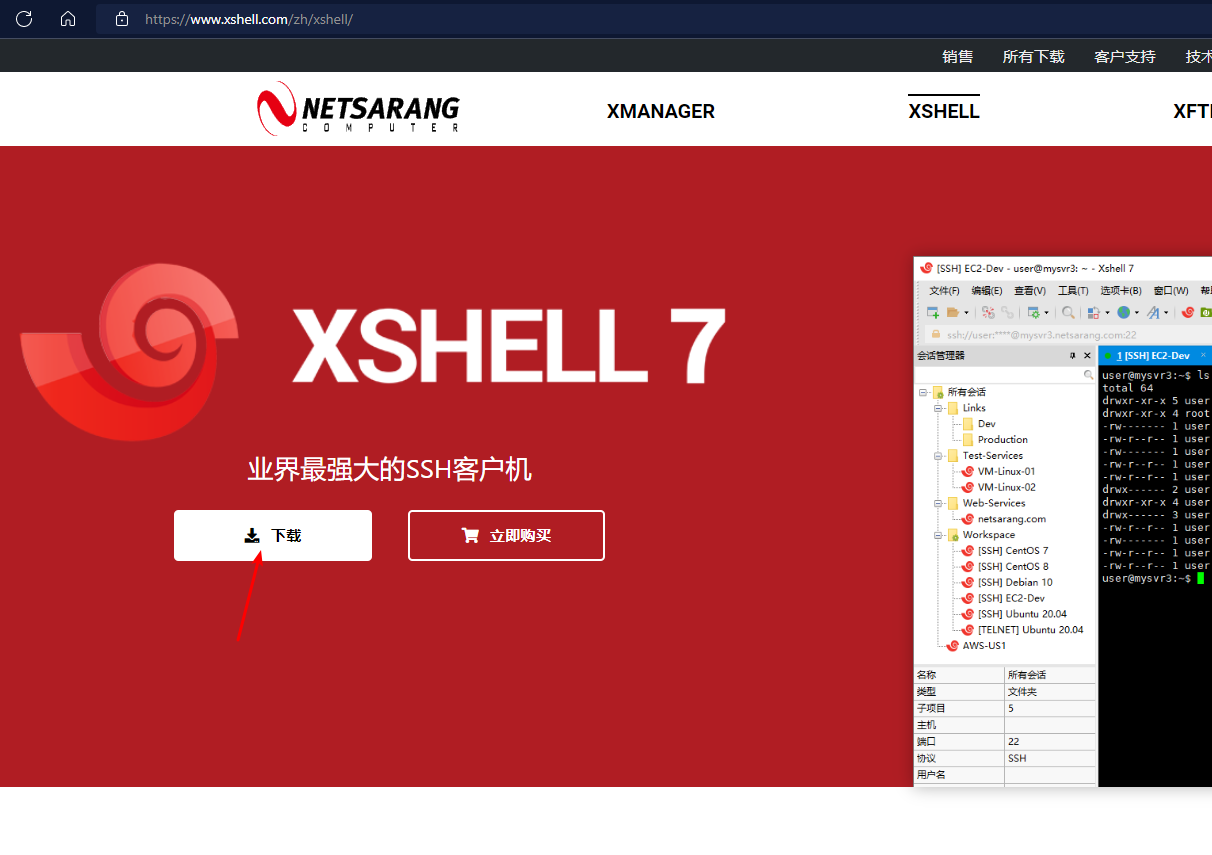 https://www.xshell.com/zh/xshell/
销售 所有下载 客户支持 技术
NETSARANG
COMPUTER
XMANAGER
XSHELL
XFTP
XSHELL 7
业界最强大的SSH客户机
下载
立即购买
[SSH] EC2-Dev - user@mysvr3: ~ - Xshell 7
文件(F) 编辑(E) 查看(V) 工具(T) 选项卡(B) 窗口(W) 帮
ssh://user:****@mysvr3.netsarang.com:22
会话管理器
所有会话
Links
Dev
Production
Test-Services
VM-Linux-01
VM-Linux-02
Web-Services
netsarang.com
Workspace
[SSH] CentOS 7
[SSH] CentOS 8
[SSH] Debian 10
[SSH] EC2-Dev
[SSH] Ubuntu 20.04
[TELNET] Ubuntu 20.04
AWS-US1
名称 所有会话
类型 文件夹
子项目 5
主机
端口 22
协议 SSH
用户名
1 [SSH] EC2-Dev ×
user@mysvr3:~$ ls
total 64
drwxr-xr-x 5 user
drwxr-xr-x 4 root
-rw------- 1 user
-rw-r--r-- 1 user
-rw------- 1 user
-rw-r--r-- 1 user
-rw-r--r-- 1 user
drwx------ 2 user
drwxr-xr-x 4 user
drwx------ 3 user
-rw-r--r-- 1 user
-rw------- 1 user
-rw-r--r-- 1 user
-rw-r--r-- 1 user
user@mysvr3:~$